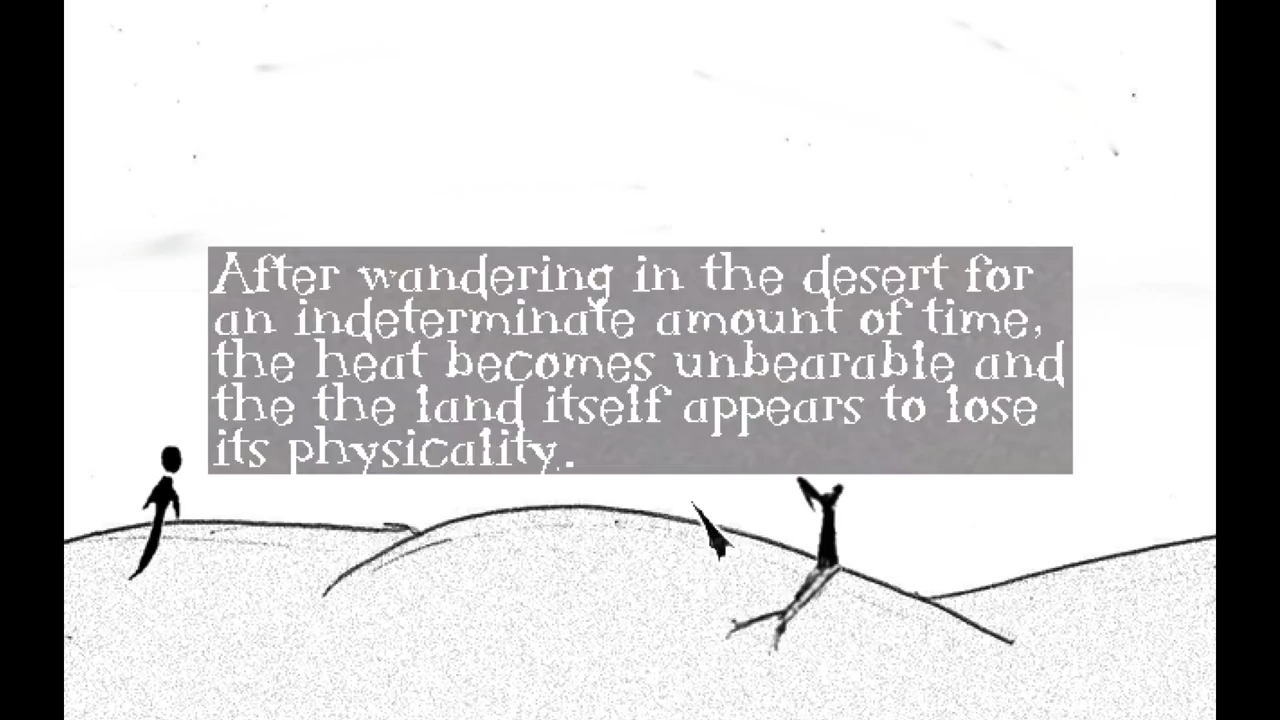 After wandering in the desert for
an indeterminate amount of time,
the heat becomes unbearable and
the the land itself appears to lose
its physicality.